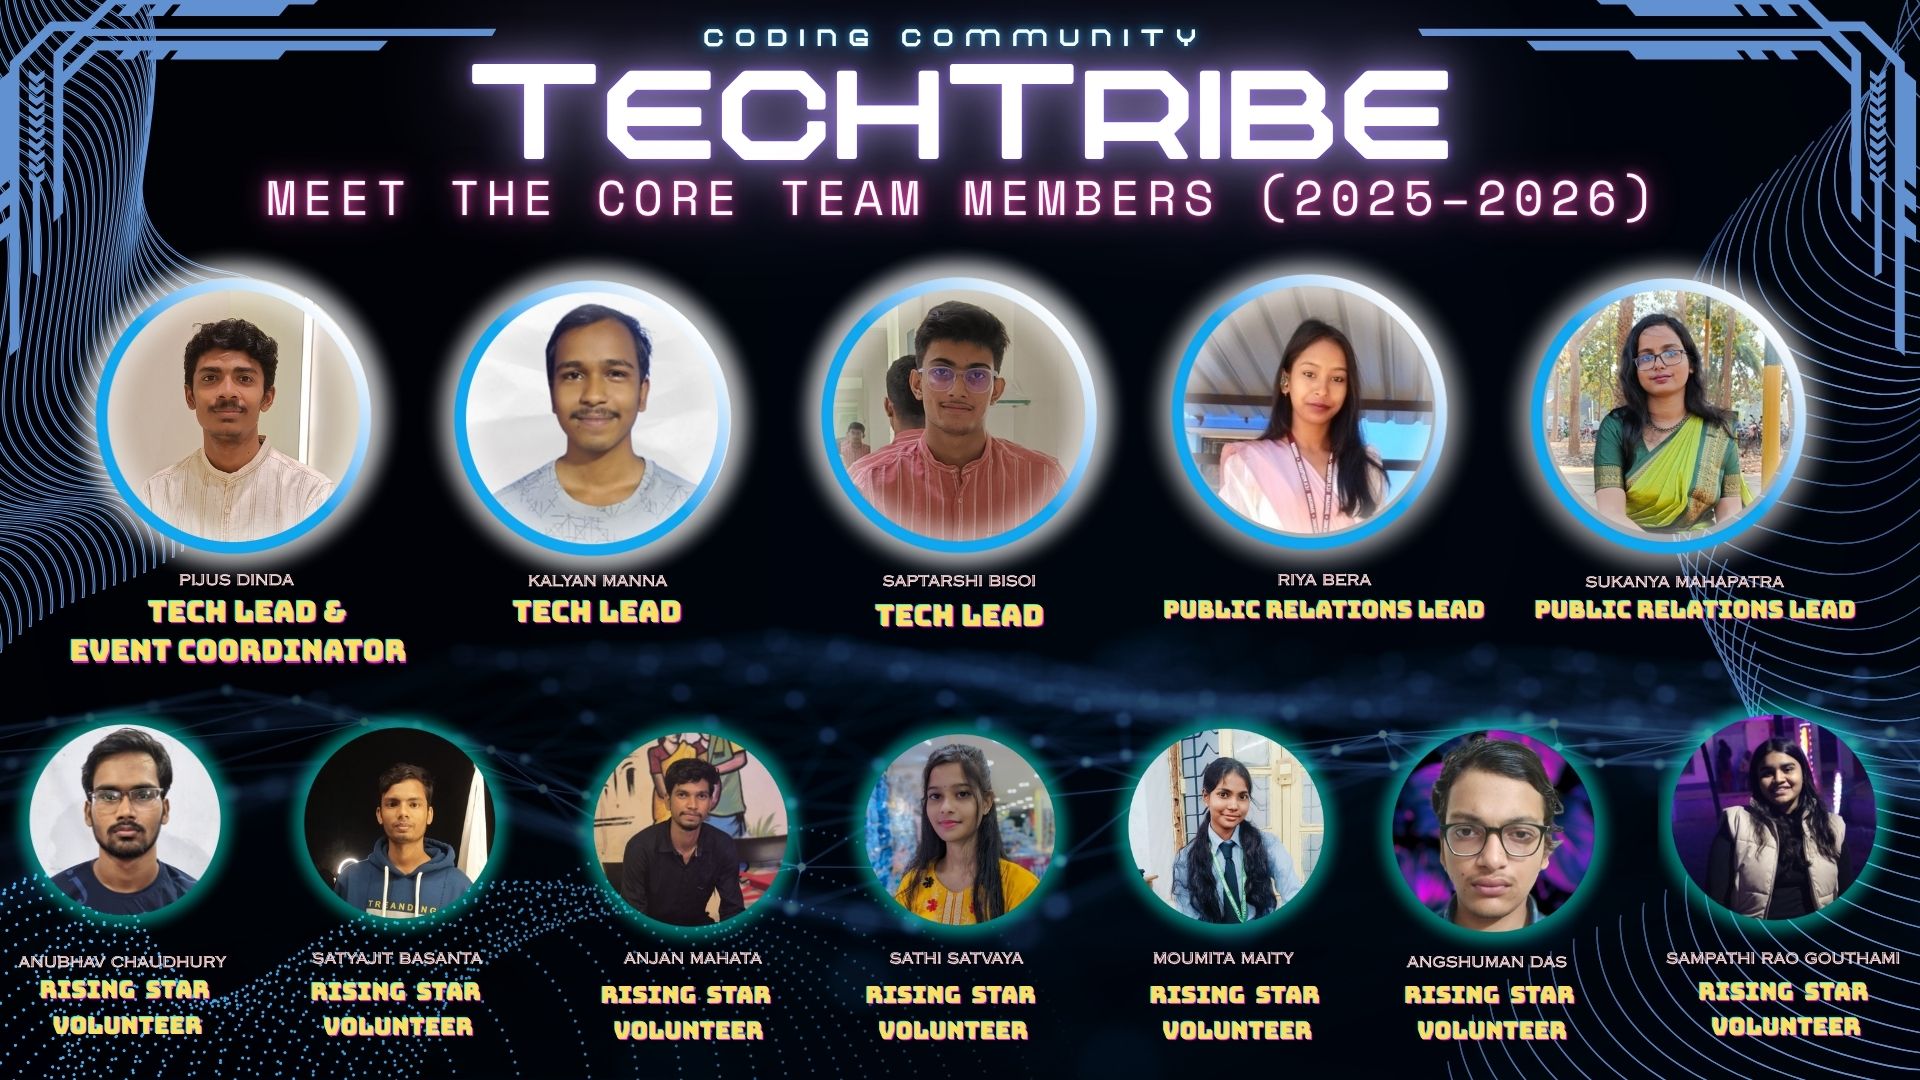 CODING COMMUNITY
TECHTRIBE
MEET THE CORE TEAM MEMBERS (2025-2026)
PIJUS DINDA
TECH LEAD &
EVENT COORDINATOR
KALYAN MANNA
TECH LEAD
SAPTARSHI BISOI
TECH LEAD
RIYA BERA
PUBLIC RELATIONS LEAD
SUKANYA MAHAPATRA
PUBLIC RELATIONS LEAD
TREANDING
ANUBHAV CHAUDHURY
RISING STAR
VOLUNTEER
SATYAJIT BASANTA
RISING STAR
VOLUNTEER
ANJAN MAHATA
RISING STAR
VOLUNTEER
SATHI SATVAYA
RISING STAR
VOLUNTEER
MOUMITA MAITY
RISING STAR
VOLUNTEER
ANGSHUMAN DAS
RISING STAR
VOLUNTEER
SAMPATHI RAO GOUTHAMI
RISING STAR
VOLUNTEER